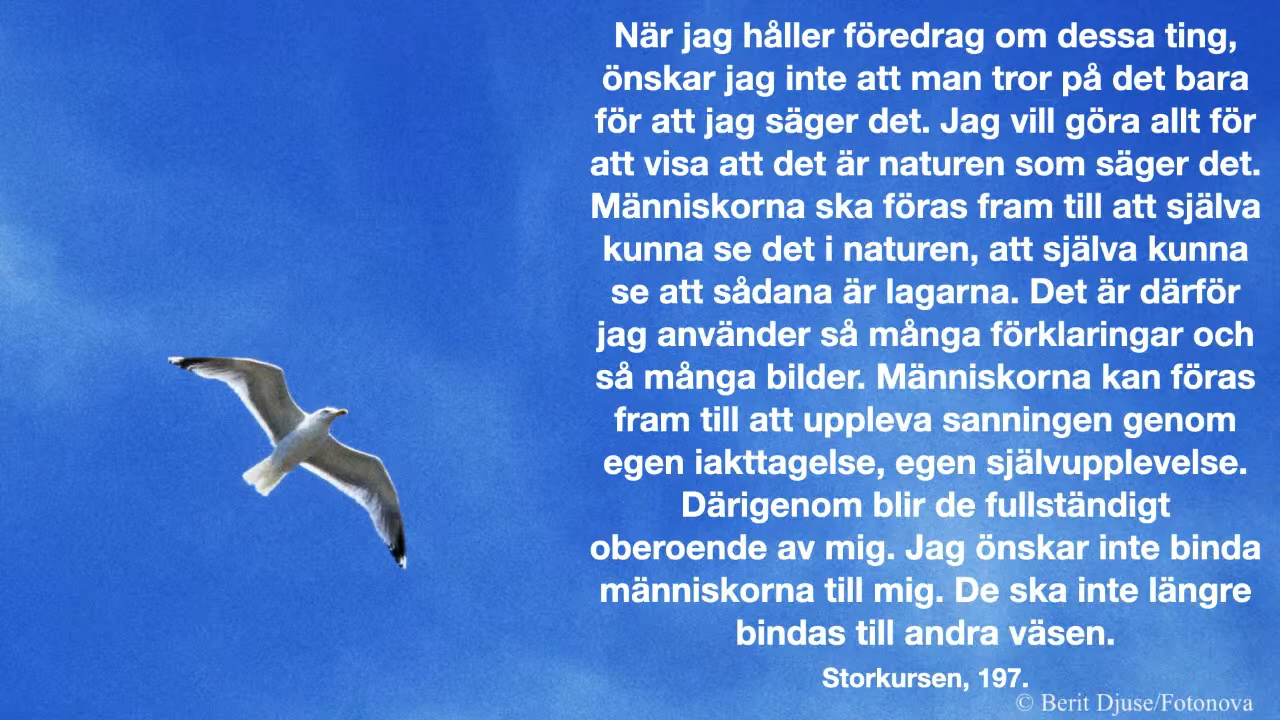 När jag håller föredrag om dessa ting,
önskar jag inte att man tror på det bara
för att jag säger det. Jag vill göra allt för
att visa att det är naturen som säger det.
Människorna ska föras fram till att själva
kunna se det i naturen, att själva kunna
se att sådana är lagarna. Det är därför
jag använder så många förklaringar och
så många bilder. Människorna kan föras
fram till att uppleva sanningen genom
egen iakttagelse, egen självupplevelse.
Därigenom blir de fullständigt
oberoende av mig. Jag önskar inte binda
människorna till mig. De ska inte längre
bindas till andra väsen.
Storkursen, 197.
© Berit Djuse/Fotonova